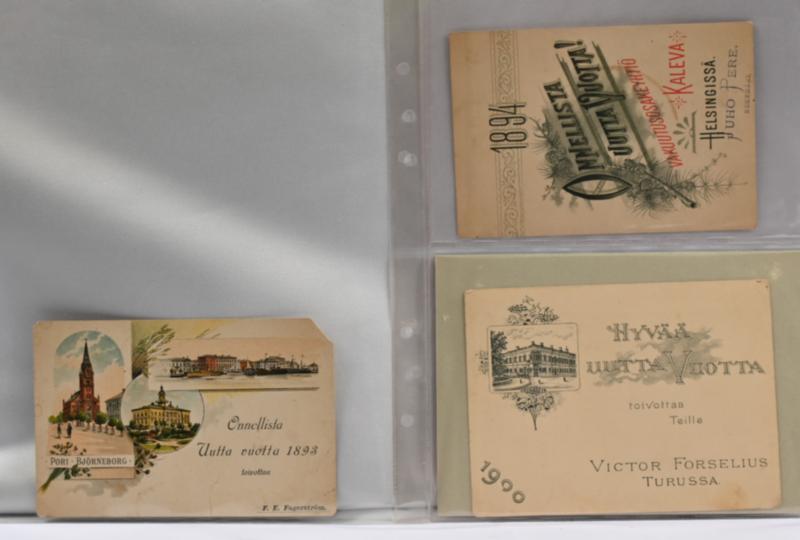 1894
Onnellista
Uutta Vuotta!
Vakuutusosakeyhtiö
Kaleva
Helsingissä.
Juho Pere.
Onnellista
Uutta vuotta 1893
toivottaa
F. E. Fagerström.
PORI - BJÖRNEBORG -
HYVÄÄ
UUTTA VUOTTA
toivottaa
Teille
VICTOR FORSELIUS
TURUSSA.
1900